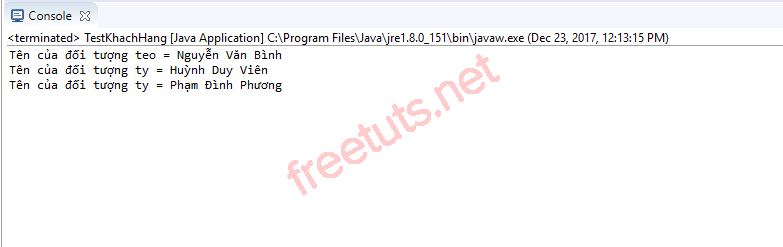 Console
<terminated> TestKhachHang [Java Application] C:\Program Files\Java\jre1.8.0_151\bin\javaw.exe (Dec 23, 2017, 12:13:15 PM)
Tên của đối tượng teo = Nguyễn Văn Bình
Tên của đối tượng ty = Huỳnh Duy Viên
Tên của đối tượng ty = Phạm Đình Phương
freetuts.net